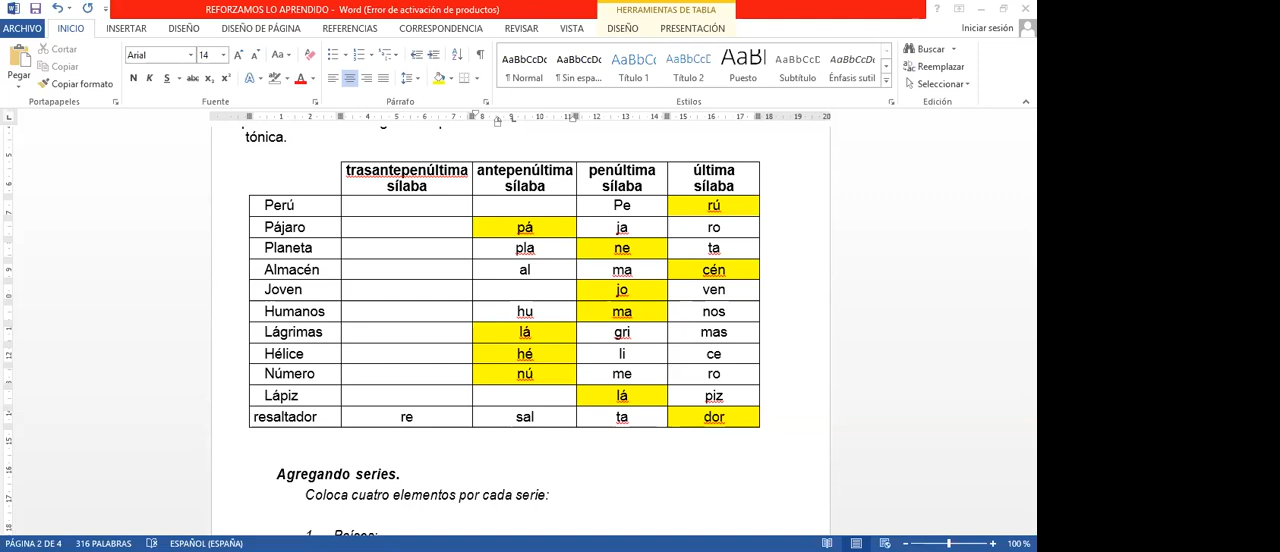 REFORZAMOS LO APRENDIDO - Word (Error de activación de productos)
HERRAMIENTAS DE TABLA
ARCHIVO INICIO INSERTAR DISEÑO DISEÑO DE PÁGINA REFERENCIAS CORRESPONDENCIA REVISAR VISTA DISEÑO PRESENTACIÓN Iniciar sesión
Cortar
Copiar
Copiar formato
Pegar
Portapapeles
Arial 14
Fuente
Párrafo
AaBbCcDc AaBbCcDc AaBbCc AaBbCcC AaBl AaBbCcD AaBbCcDc
¶ Normal ¶ Sin espa... Título 1 Título 2 Puesto Subtítulo Énfasis sutil
Estilos
Buscar
Reemplazar
Seleccionar
Edición
tónica.
trasantepenúltima sílaba antepenúltima sílaba penúltima sílaba última sílaba
Perú Pe rú
Pájaro pá ja ro
Planeta pla ne ta
Almacén al ma cén
Joven jo ven
Humanos hu ma nos
Lágrimas lá gri mas
Hélice hé li ce
Número nú me ro
Lápiz lá piz
resaltador re sal ta dor
Agregando series.
Coloca cuatro elementos por cada serie:
1. Países:
PÁGINA 2 DE 4 316 PALABRAS ESPAÑOL (ESPAÑA) 100 %